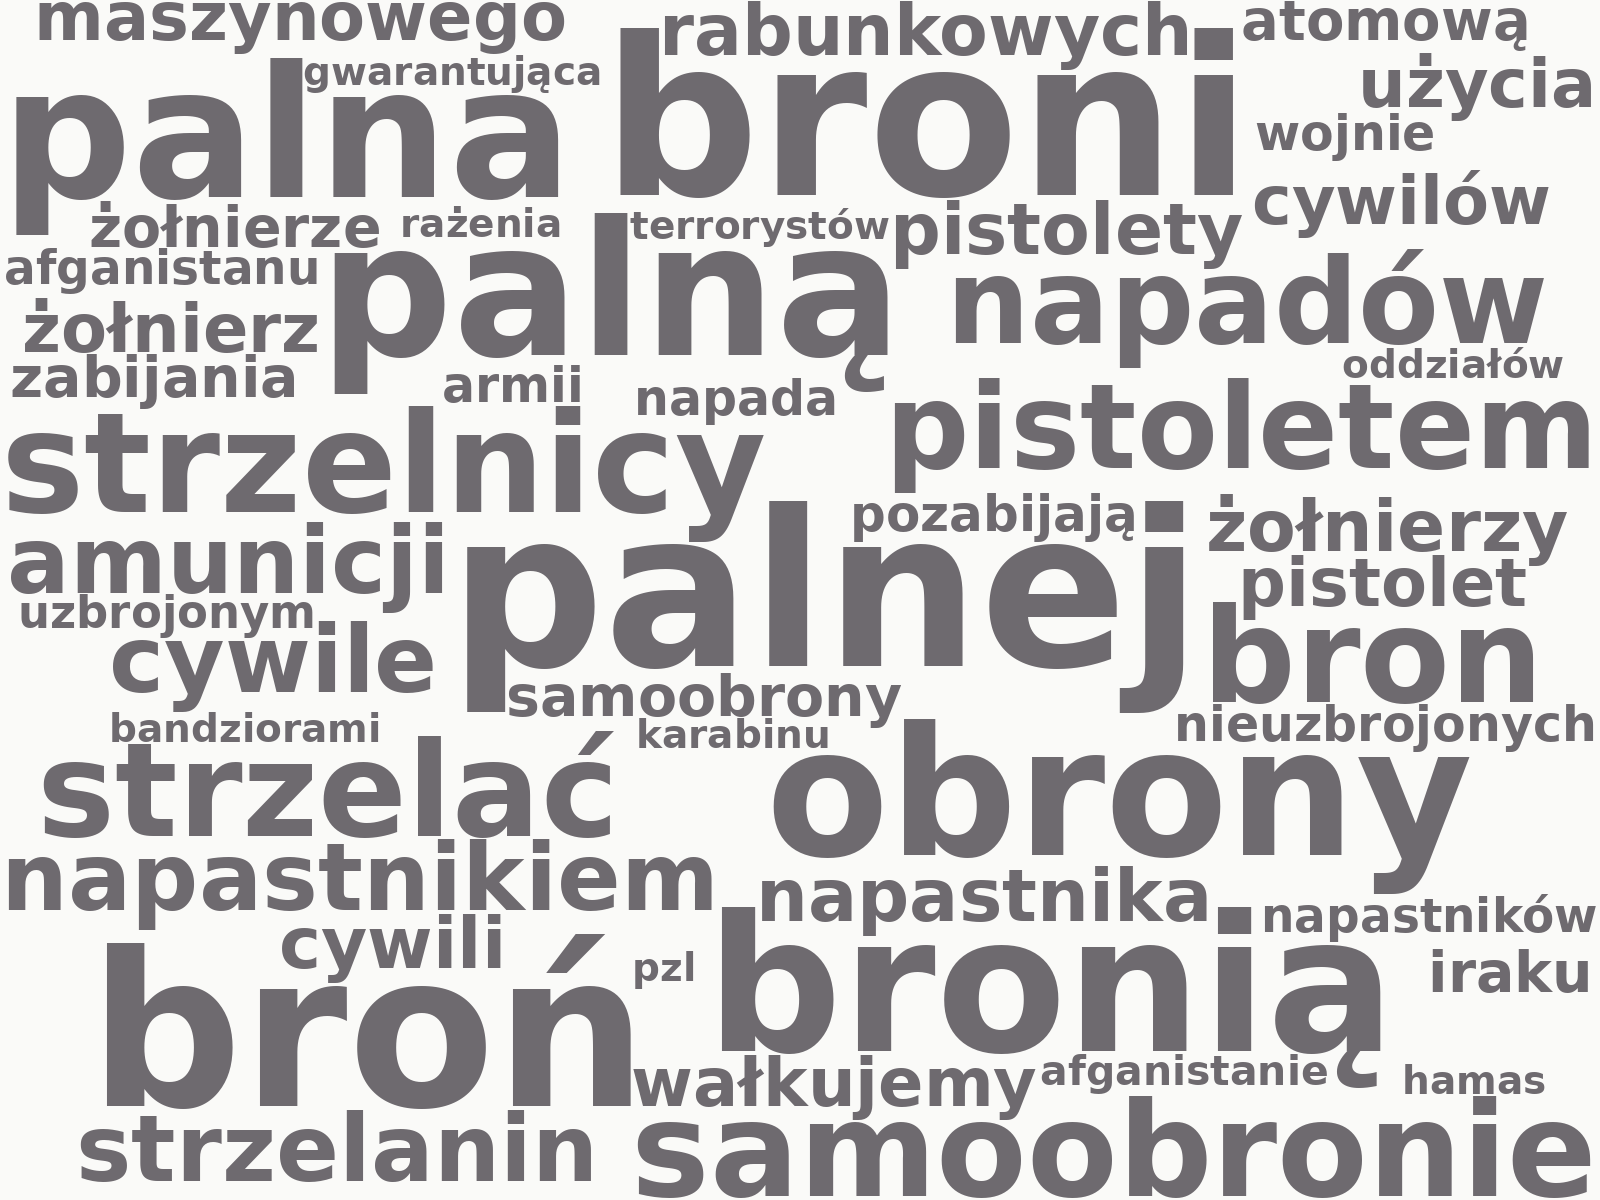 maszynowego
rabunkowych
atomową
gwarantująca
użycia
palna
broni
wojnie
cywilów
żołnierze
rażenia
terrorystów
pistolety
afganistanu
palną
napadów
żołnierz
oddziałów
zabijania
armii
napada
pistoletem
strzelnicy
pozabijają
żołnierzy
amunicji
palnej
pistolet
uzbrojonym
bron
cywile
samoobrony
nieuzbrojonych
bandziorami
karabinu
strzelać
obrony
napastnikiem
napastnika
napastników
cywili
pzl
bronią
iraku
broń
wałkujemy
afganistanie
hamas
strzelanin
samoobronie